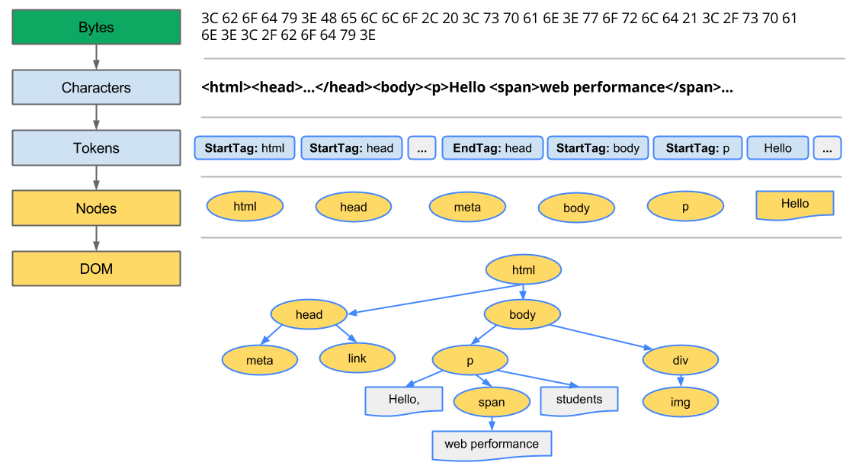 Bytes
3C 62 6F 64 79 3E 48 65 6C 6C 6F 2C 20 3C 73 70 61 6E 3E 77 6F 72 6C 64 21 3C 2F 73 70 61
6E 3E 3C 2F 62 6F 64 79 3E
Characters
<html><head>...</head><body><p>Hello <span>web performance</span>...
Tokens
StartTag: html
StartTag: head
...
EndTag: head
StartTag: body
StartTag: p
Hello
...
Nodes
html
head
meta
body
p
Hello
DOM
html
head
body
meta
link
p
div
Hello,
span
students
img
web performance